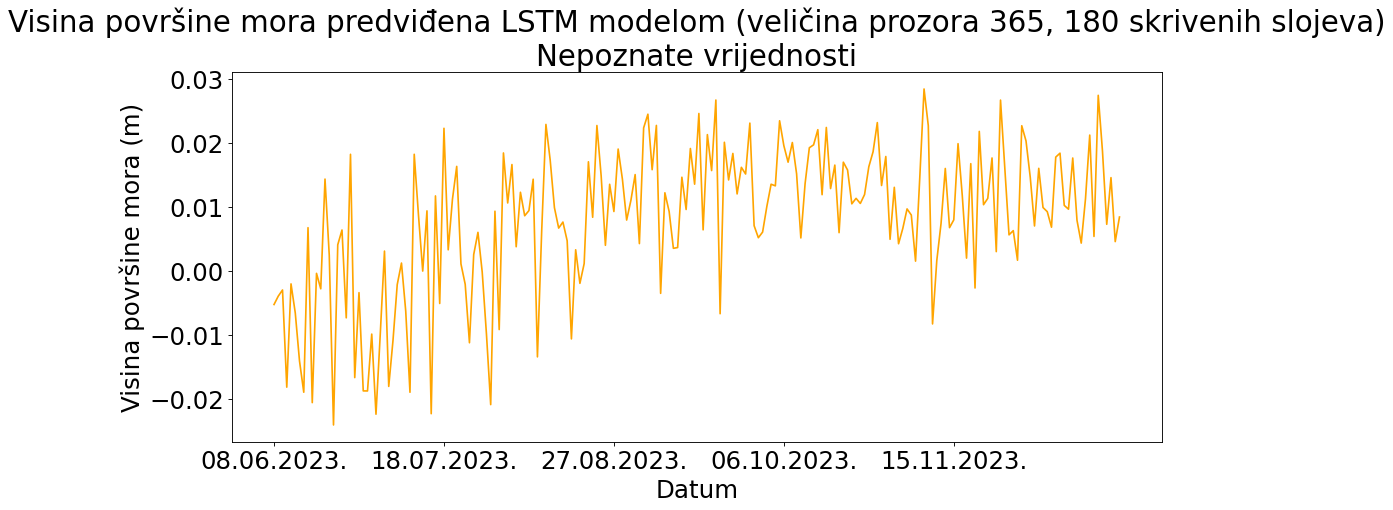 Visina površine mora predviđena LSTM modelom (veličina prozora 365, 180 skrivenih slojeva)
Nepoznate vrijednosti
Visina površine mora (m)
0.03
0.02
0.01
0.00
−0.01
−0.02
08.06.2023. 18.07.2023. 27.08.2023. 06.10.2023. 15.11.2023.
Datum